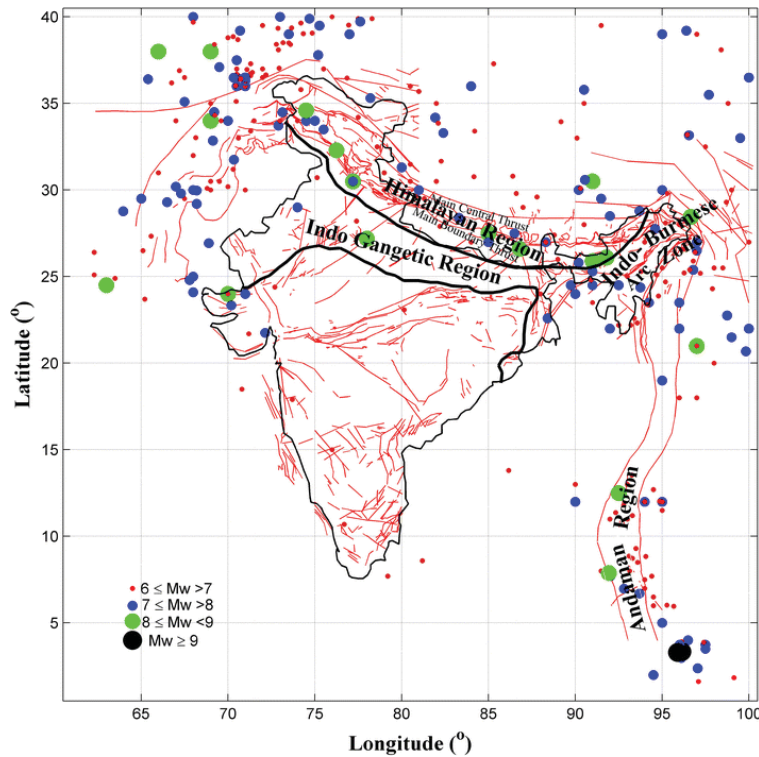 40
35
30
25
20
15
10
5
Latitude (°)
Main Central Thrust
Himalayan Region
Main Boundary Thrust
Indo Gangetic Region
Indo-Burmese
Arc Zone
Andaman Region
6 ≤ Mw >7
7 ≤ Mw >8
8 ≤ Mw <9
Mw ≥ 9
65 70 75 80 85 90 95 100
Longitude (°)